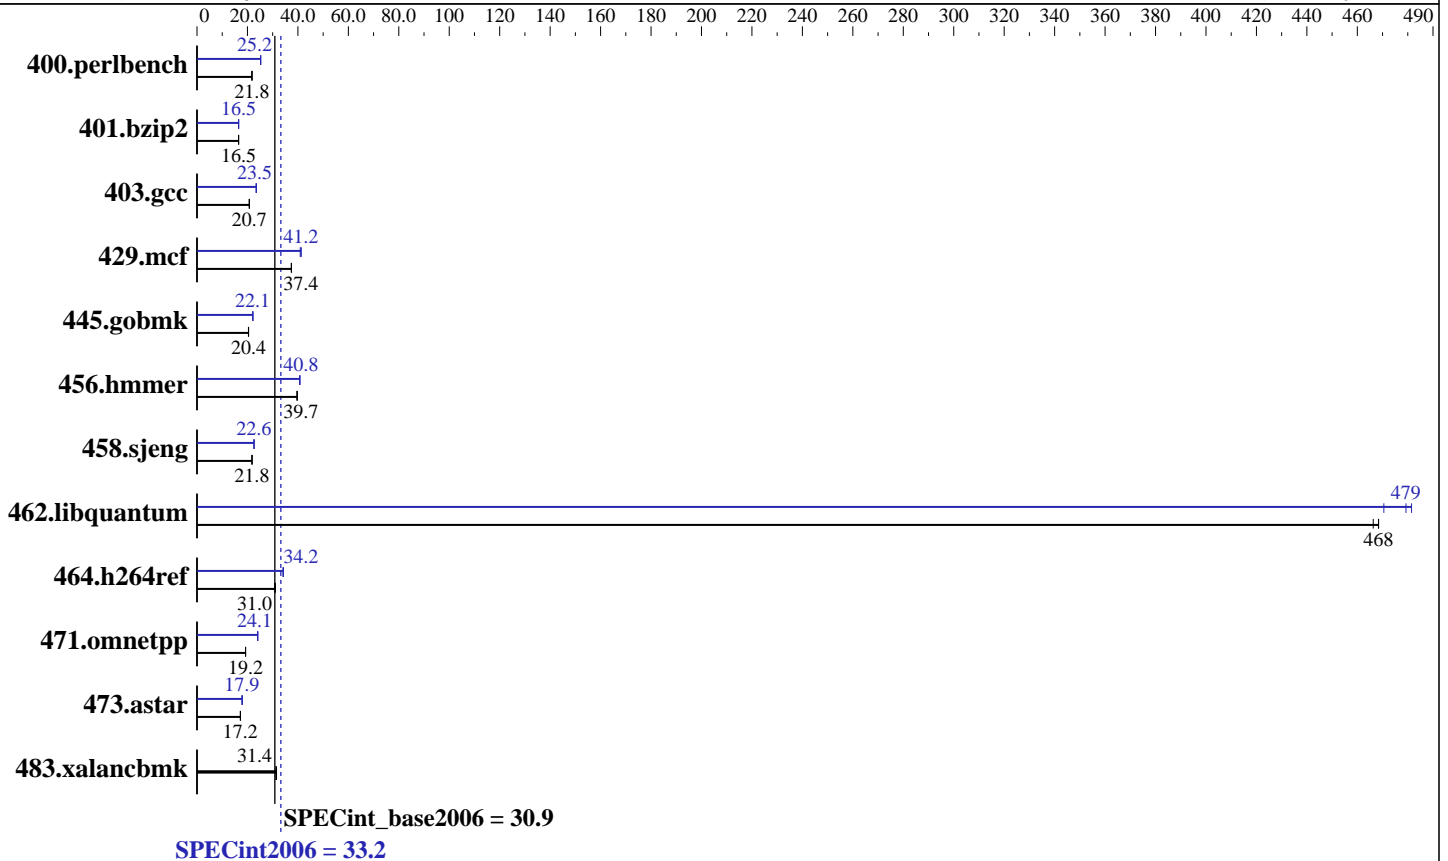 0 20.0 40.0 60.0 80.0 100 120 140 160 180 200 220 240 260 280 300 320 340 360 380 400 420 440 460 490
25.2
400.perlbench
21.8
16.5
401.bzip2
16.5
23.5
403.gcc
20.7
41.2
429.mcf
37.4
22.1
445.gobmk
20.4
40.8
456.hmmer
39.7
22.6
458.sjeng
21.8
479
462.libquantum
468
34.2
464.h264ref
31.0
24.1
471.omnetpp
19.2
17.9
473.astar
17.2
31.4
483.xalancbmk
SPECint_base2006 = 30.9
SPECint2006 = 33.2